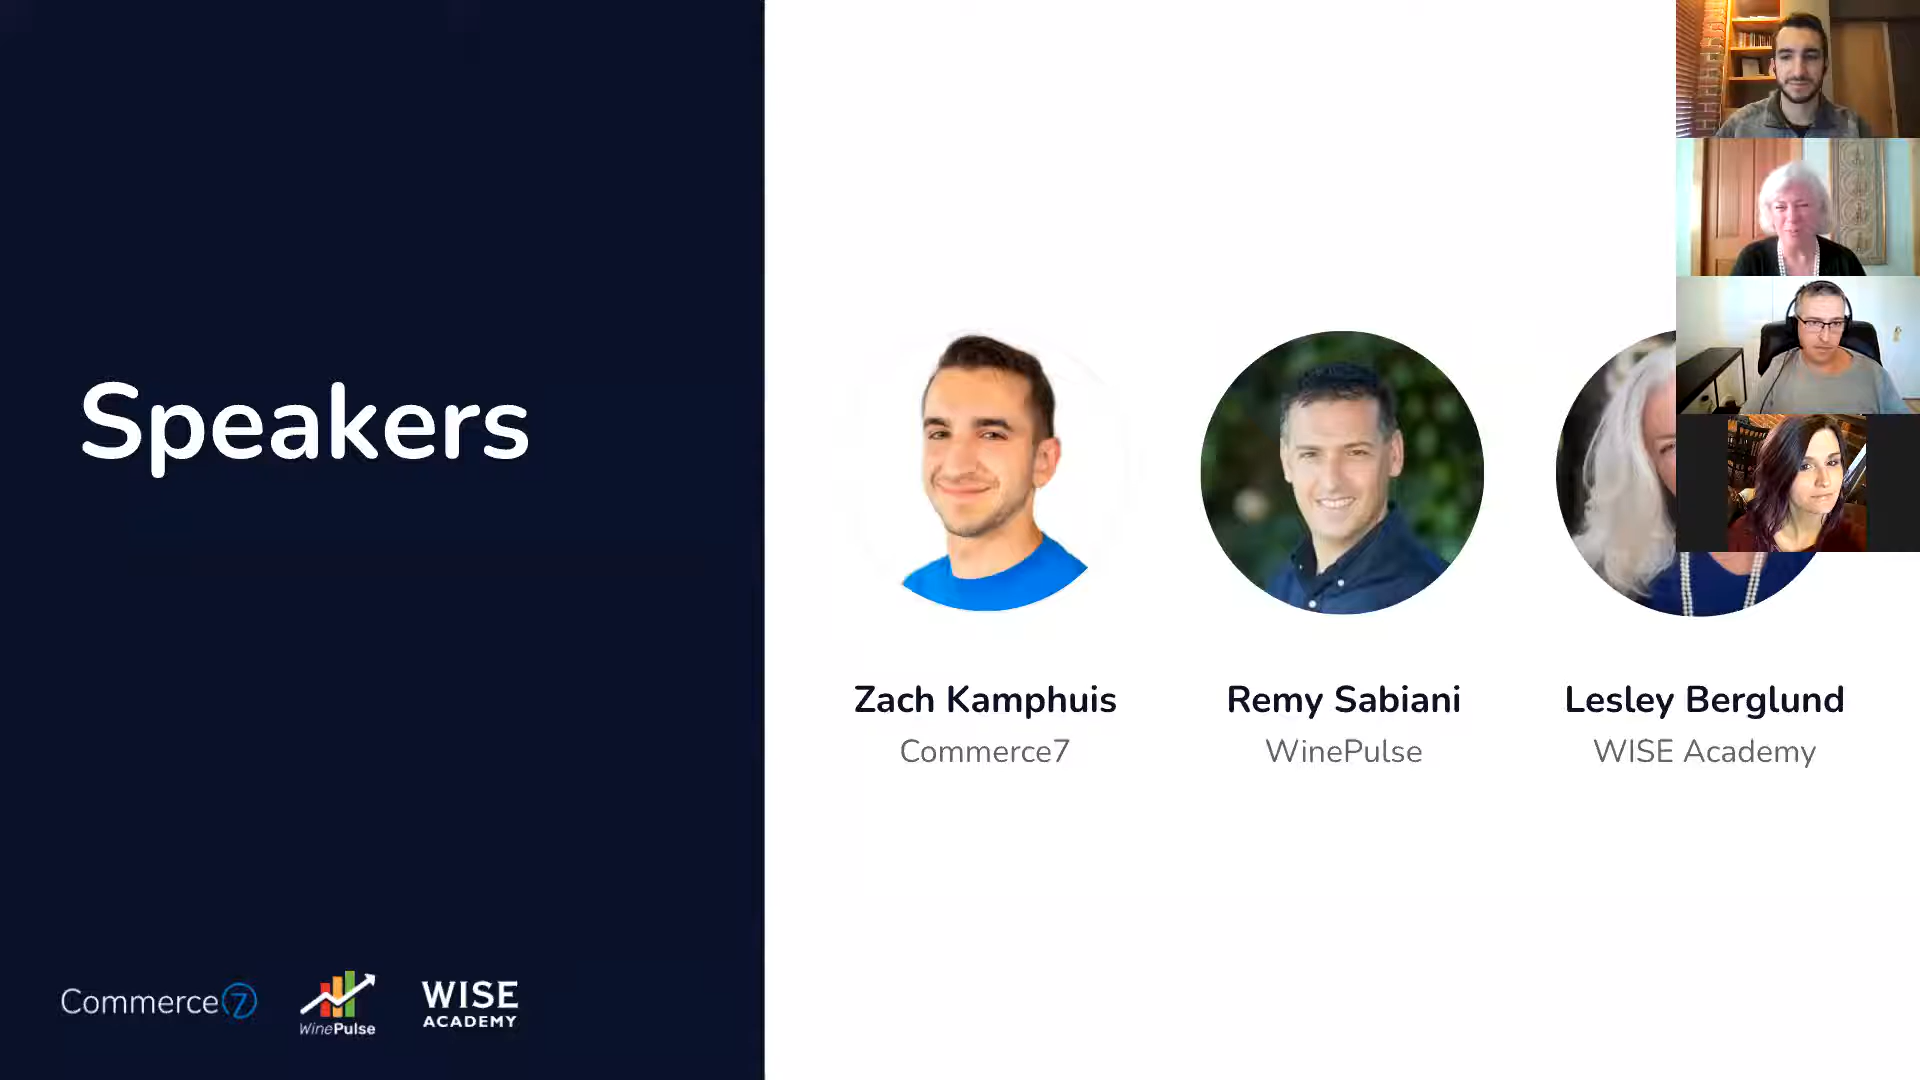 Speakers
Zach Kamphuis
Commerce7
Remy Sabiani
WinePulse
Lesley Berglund
WISE Academy
Commerce7
WinePulse
WISE
ACADEMY